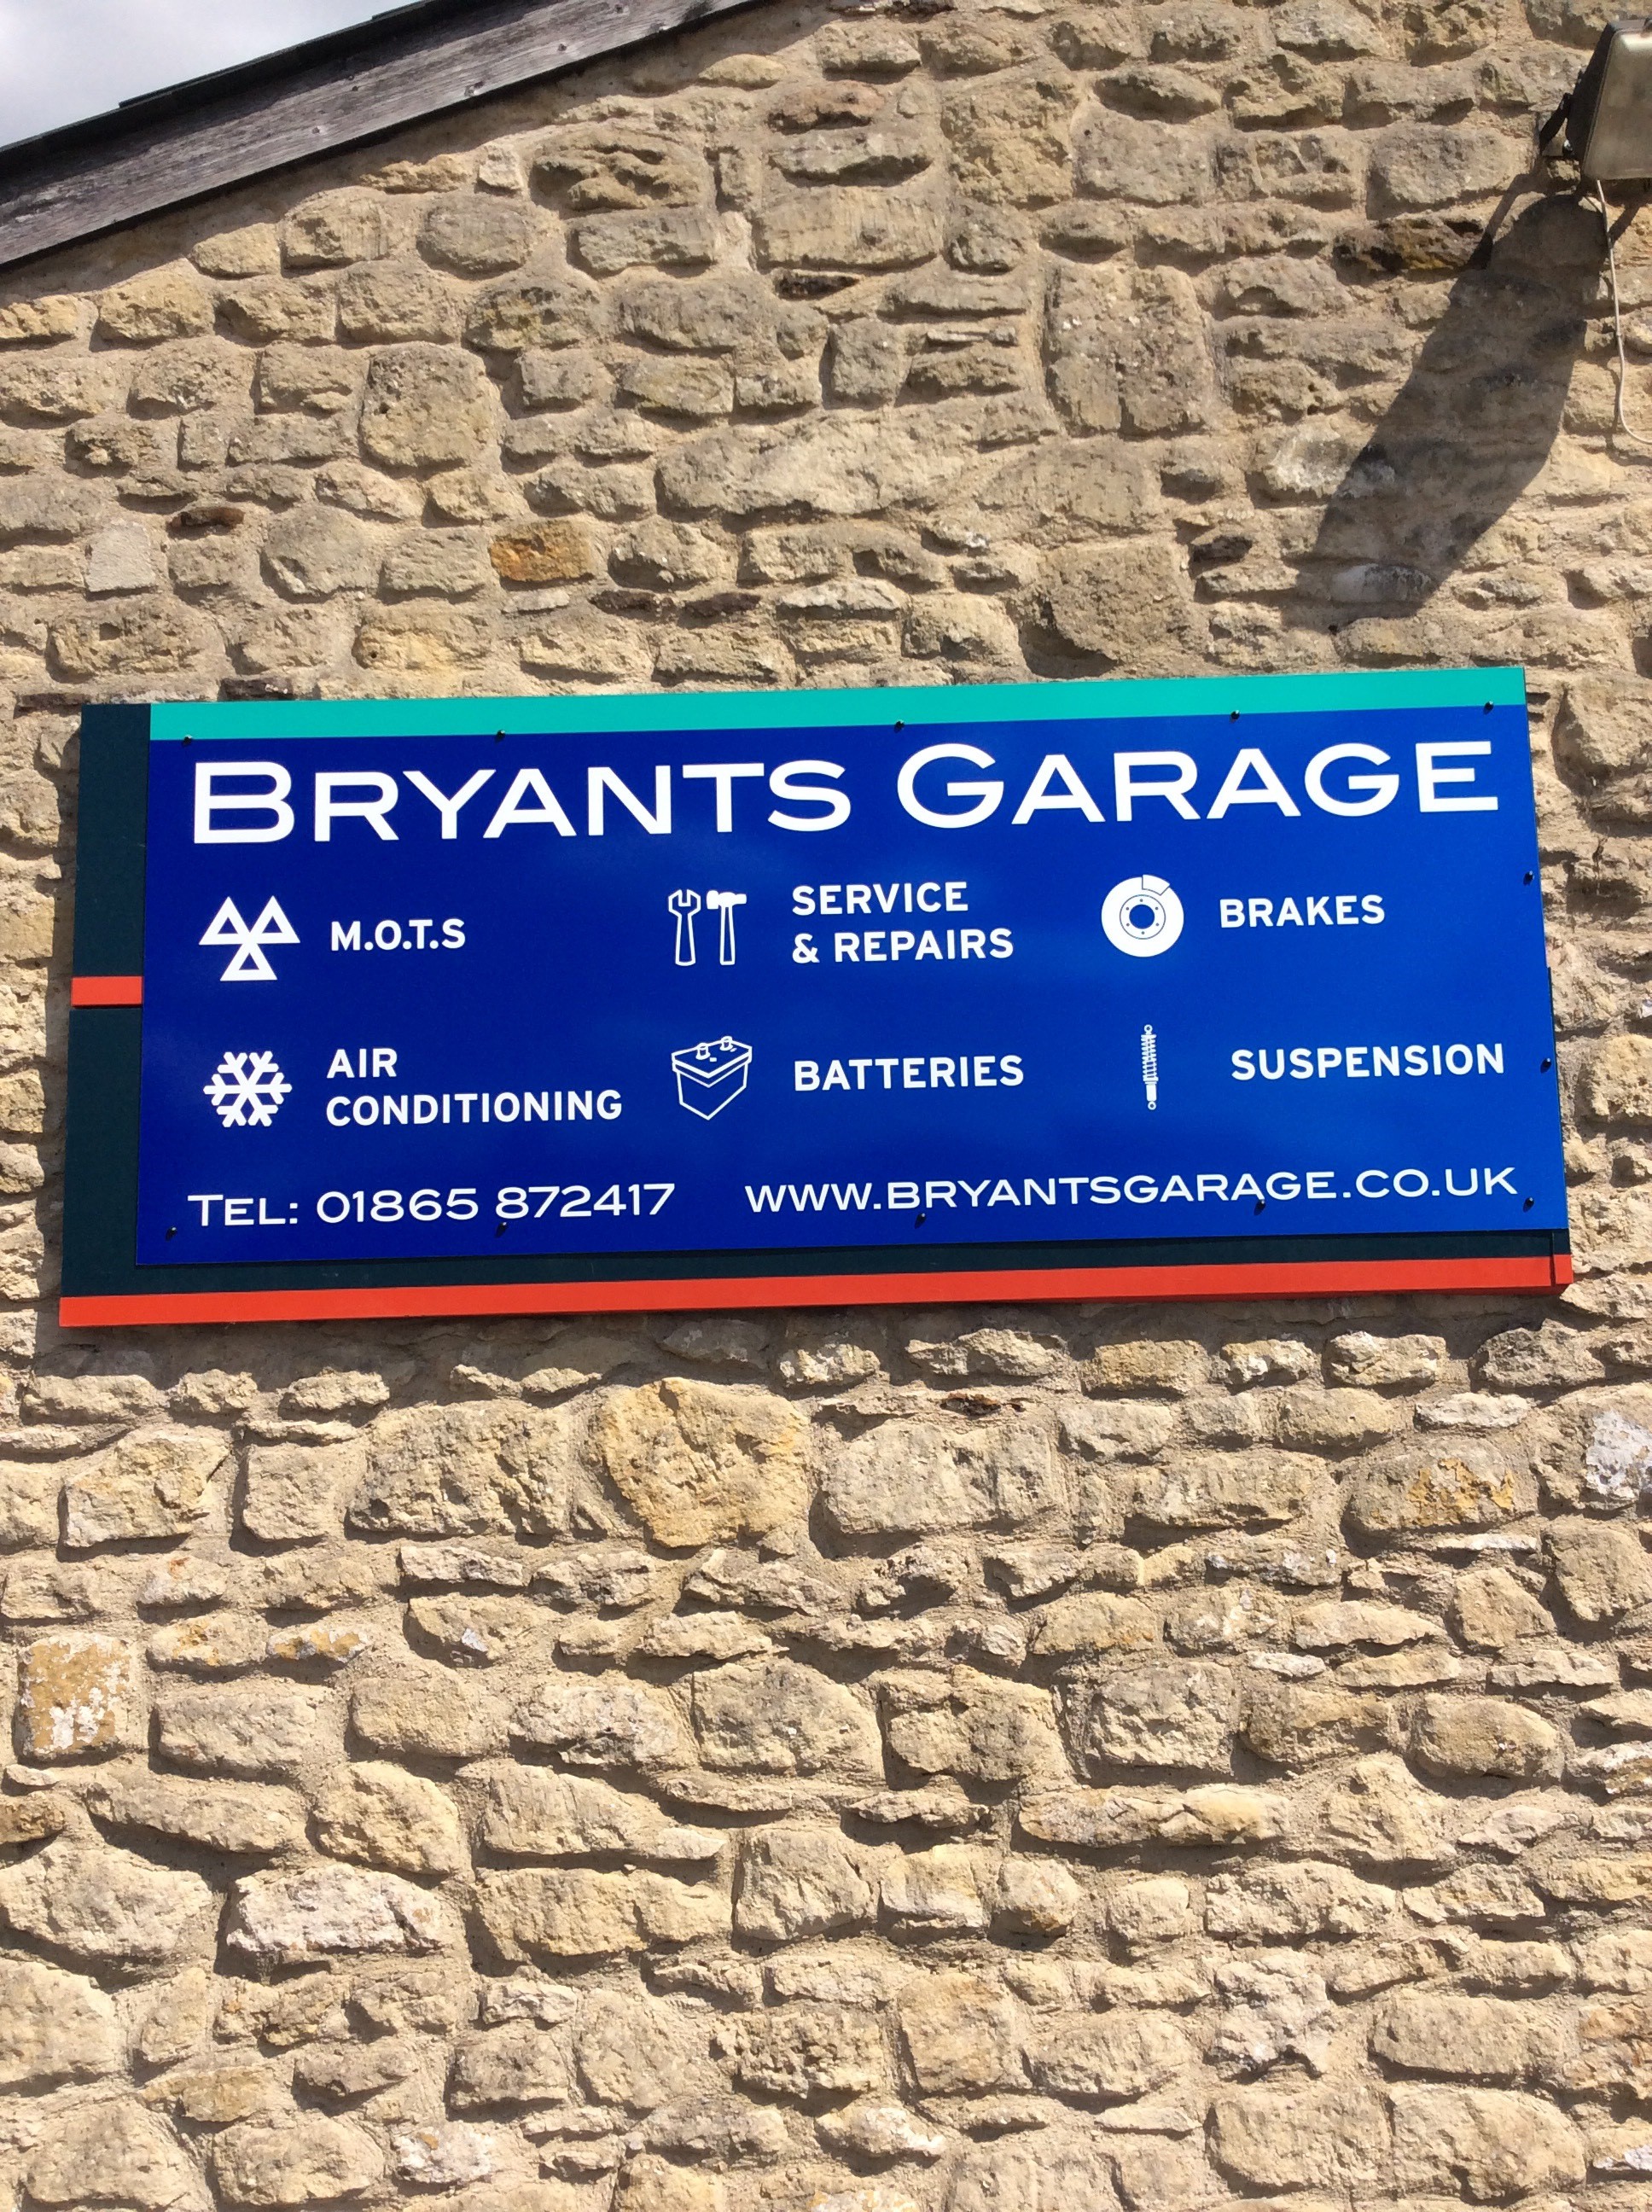 BRYANTS GARAGE
M.O.T.S
SERVICE
& REPAIRS
BRAKES
AIR
CONDITIONING
BATTERIES
SUSPENSION
TEL: 01865 872417
WWW.BRYANTSGARAGE.CO.UK